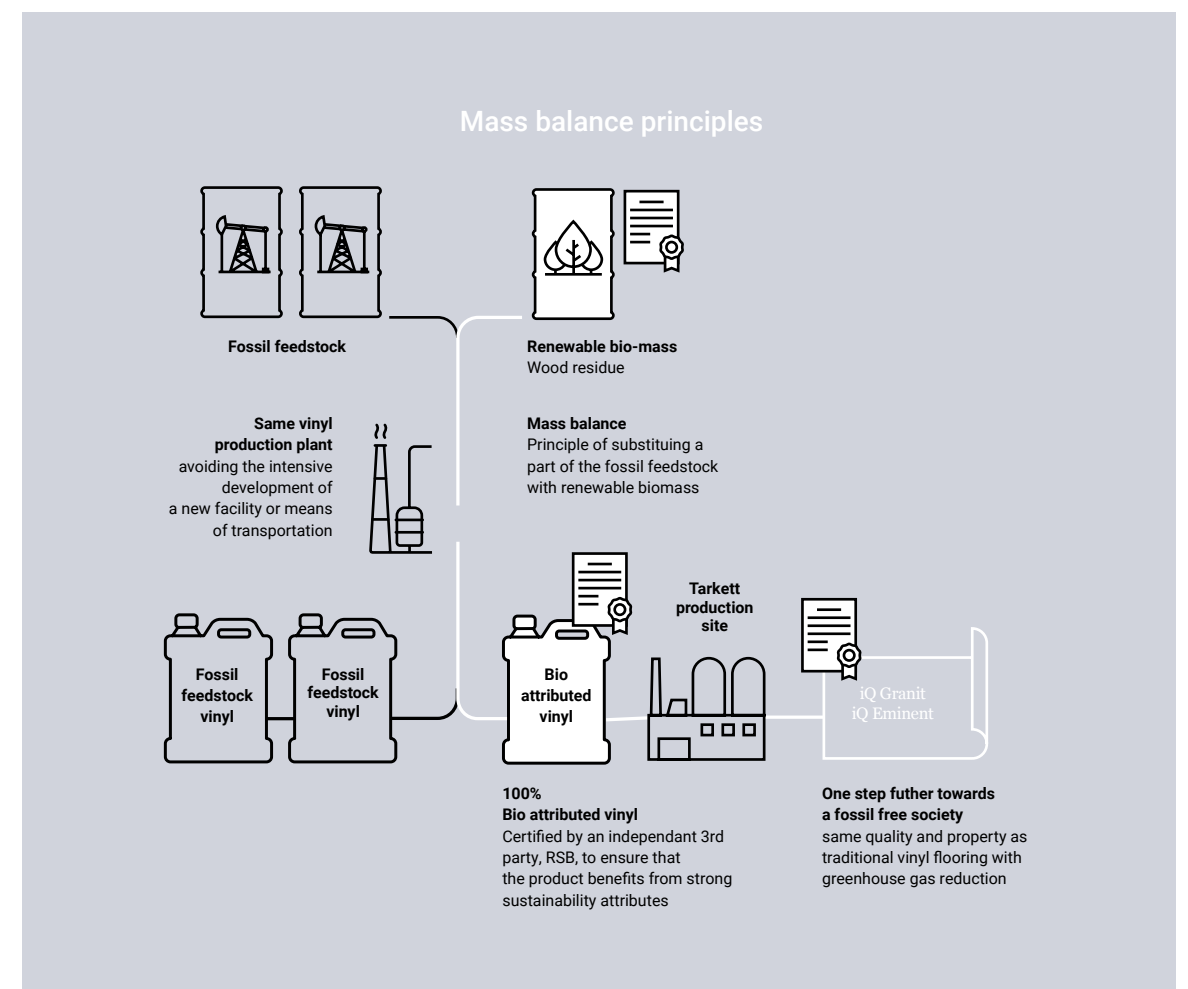 Mass balance principles
Fossil feedstock
Renewable bio-mass
Wood residue
Same vinyl
production plant
avoiding the intensive
development of
a new facility or means
of transportation
Mass balance
Principle of substituing a
part of the fossil feedstock
with renewable biomass
Fossil
feedstock
vinyl
Fossil
feedstock
vinyl
Bio
attributed
vinyl
Tarkett
production
site
iQ Granit
iQ Eminent
100%
Bio attributed vinyl
Certified by an independant 3rd
party, RSB, to ensure that
the product benefits from strong
sustainability attributes
One step futher towards
a fossil free society
same quality and property as
traditional vinyl flooring with
greenhouse gas reduction